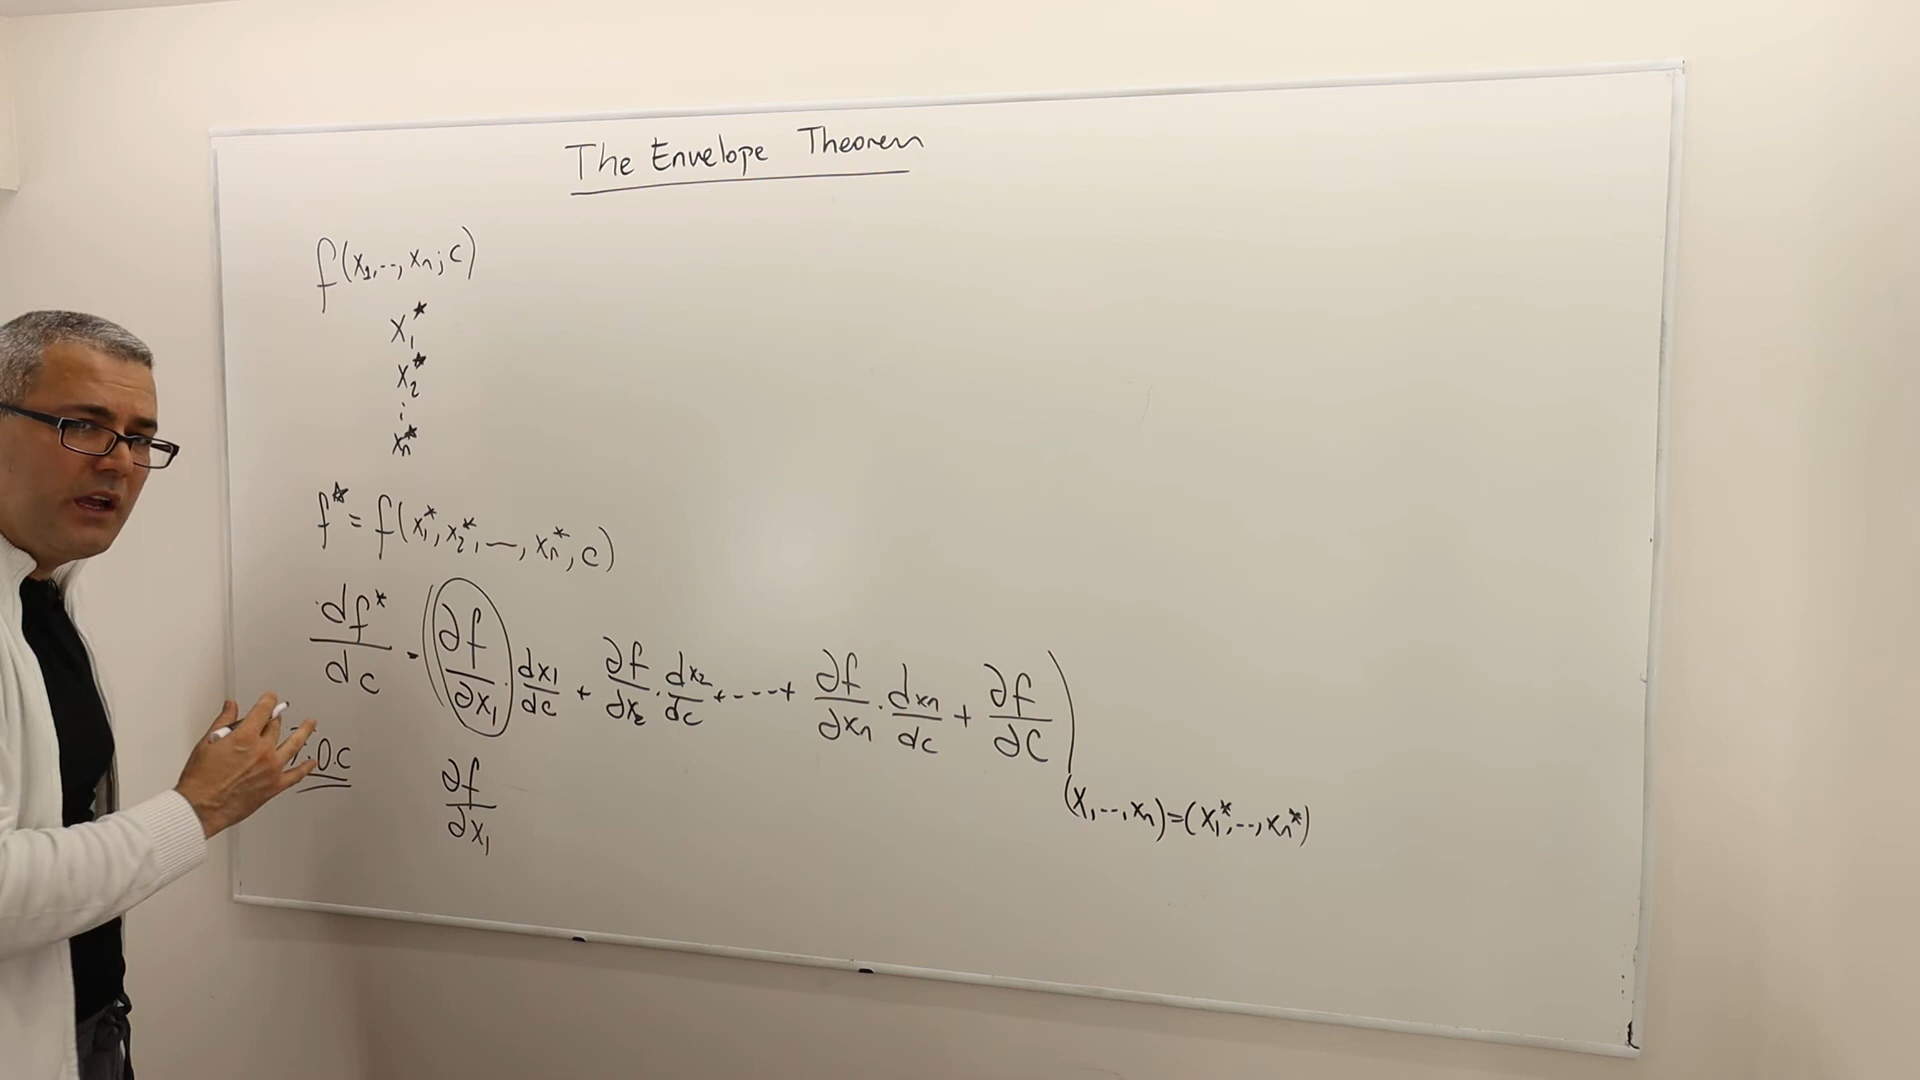 The Envelope Theorem
f(x₁,..,xₙ;c)
x₁*
x₂*
⋮
xₙ*
f* = f(x₁*,x₂*,—,xₙ*,c)
df*/dc = (∂f/∂x₁ · dx₁/dc + ∂f/∂x₂ · dx₂/dc + ---- + ∂f/∂xₙ · dxₙ/dc + ∂f/∂c)
(x₁,--,xₙ)=(x₁*,--,xₙ*)
F.O.C
∂f/∂x₁